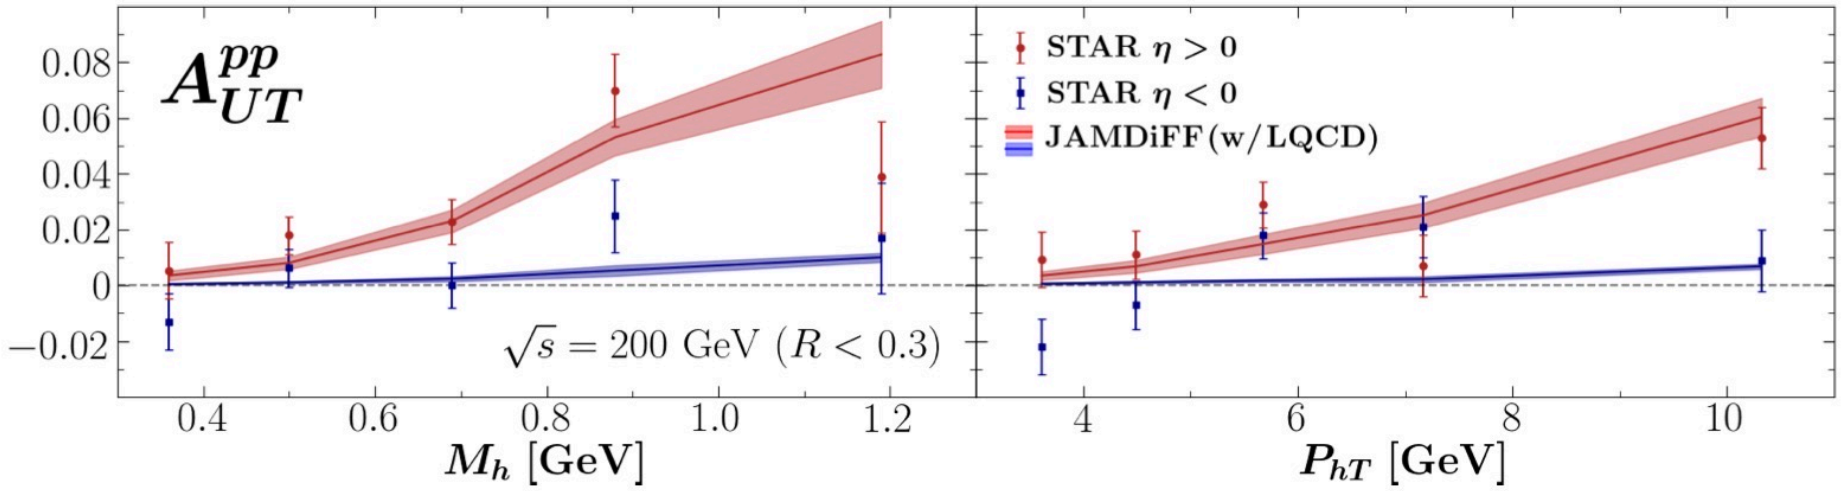 A_{UT}^{pp}
0.08
0.06
0.04
0.02
0
−0.02
√s = 200 GeV (R < 0.3)
0.4 0.6 0.8 1.0 1.2
M_h [GeV]
STAR η > 0
STAR η < 0
JAMDiFF(w/LQCD)
4 6 8 10
P_{hT} [GeV]